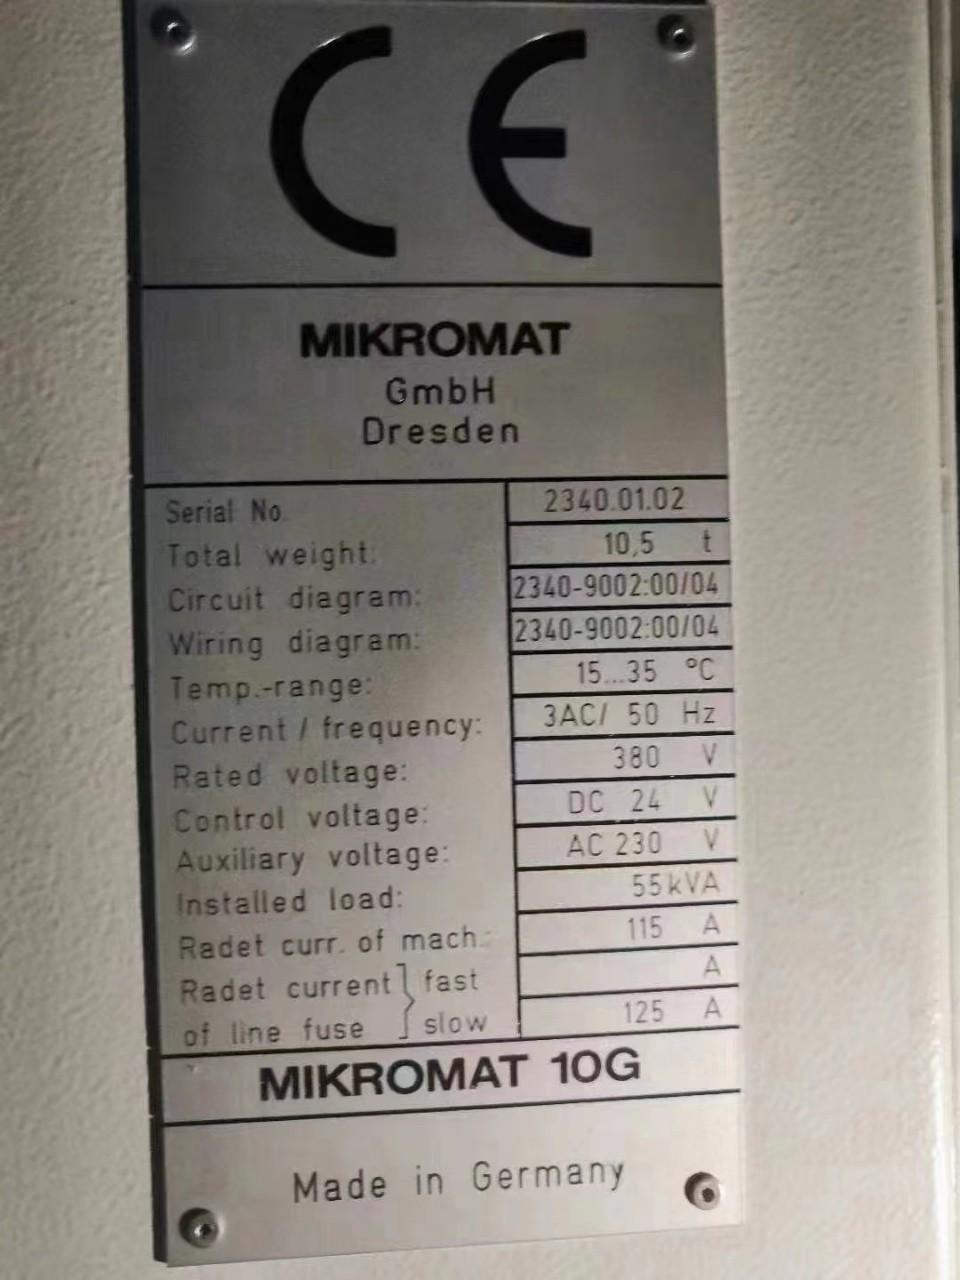 CE
MIKROMAT
GmbH
Dresden
Serial No. 2340.01.02
Total weight: 10,5 t
Circuit diagram: 2340-9002:00/04
Wiring diagram: 2340-9002:00/04
Temp.-range: 15...35 °C
Current / frequency: 3AC/ 50 Hz
Rated voltage: 380 V
Control voltage: DC 24 V
Auxiliary voltage: AC 230 V
Installed load: 55 kVA
Radet curr. of mach.: 115 A
Radet current } fast A
of line fuse } slow 125 A
MIKROMAT 10G
Made in Germany